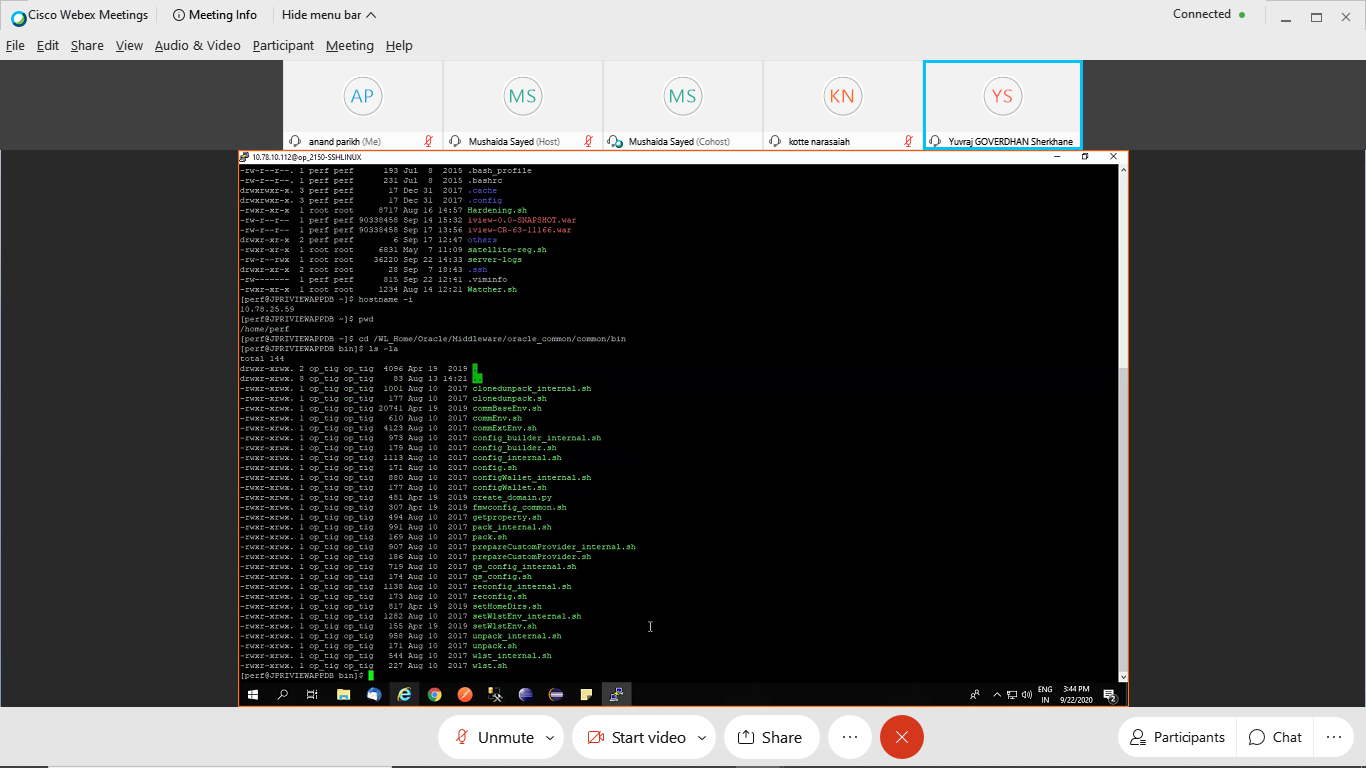 Cisco Webex Meetings Meeting Info Hide menu bar Connected
File Edit Share View Audio & Video Participant Meeting Help
AP MS MS KN YS
anand parikh (Me) Mushaida Sayed (Host) Mushaida Sayed (Cohost) kotte narasaiah Yuvraj GOVERDHAN Sherkhane
10.78.10.112@op_2150-SSHLINUX
-rw-r--r--. 1 perf perf 193 Jul 8 2015 .bash_profile
-rw-r--r--. 1 perf perf 231 Jul 8 2015 .bashrc
drwxrwxr-x. 3 perf perf 17 Dec 31 2017 .cache
drwxrwxr-x. 3 perf perf 17 Dec 31 2017 .config
-rwxr-xr-x 1 root root 8717 Aug 16 14:57 Hardening.sh
-rw-r--r-- 1 perf perf 90338458 Sep 14 15:32 iview-0.0-SNAPSHOT.war
-rw-r--r-- 1 perf perf 90338458 Sep 17 13:56 iview-CR-63-11166.war
drwxr-xr-x 2 perf perf 6 Sep 17 12:47 others
-rwxr-xr-x 1 root root 6831 May 7 11:09 satellite-reg.sh
-rw-r--rwx 1 root root 36220 Sep 22 14:33 server-logs
drwxr-xr-x 2 root root 28 Sep 7 18:43 .ssh
-rw------- 1 perf perf 815 Sep 22 12:41 .viminfo
-rwxr-xr-x 1 root root 1234 Aug 14 12:21 Watcher.sh
[perf@JPRIVIEWAPPDB ~]$ hostname -i
10.78.25.59
[perf@JPRIVIEWAPPDB ~]$ pwd
/home/perf
[perf@JPRIVIEWAPPDB ~]$ cd /WL_Home/Oracle/Middleware/oracle_common/common/bin
[perf@JPRIVIEWAPPDB bin]$ ls -la
total 144
drwxr-xrwx. 2 op_tig op_tig 4096 Apr 19 2019 .
drwxr-xrwx. 8 op_tig op_tig 83 Aug 13 14:21 ..
-rwxr-xrwx. 1 op_tig op_tig 1001 Aug 10 2017 clonedunpack_internal.sh
-rwxr-xrwx. 1 op_tig op_tig 177 Aug 10 2017 clonedunpack.sh
-rwxr-xrwx. 1 op_tig op_tig 20741 Apr 19 2019 commBaseEnv.sh
-rwxr-xrwx. 1 op_tig op_tig 610 Aug 10 2017 commEnv.sh
-rwxr-xrwx. 1 op_tig op_tig 4123 Aug 10 2017 commExtEnv.sh
-rwxr-xrwx. 1 op_tig op_tig 973 Aug 10 2017 config_builder_internal.sh
-rwxr-xrwx. 1 op_tig op_tig 179 Aug 10 2017 config_builder.sh
-rwxr-xrwx. 1 op_tig op_tig 1113 Aug 10 2017 config_internal.sh
-rwxr-xrwx. 1 op_tig op_tig 171 Aug 10 2017 config.sh
-rwxr-xrwx. 1 op_tig op_tig 880 Aug 10 2017 configWallet_internal.sh
-rwxr-xrwx. 1 op_tig op_tig 177 Aug 10 2017 configWallet.sh
-rwxr-xrwx. 1 op_tig op_tig 481 Apr 19 2019 create_domain.py
-rwxr-xrwx. 1 op_tig op_tig 307 Apr 19 2019 fmwconfig_common.sh
-rwxr-xrwx. 1 op_tig op_tig 494 Aug 10 2017 getproperty.sh
-rwxr-xrwx. 1 op_tig op_tig 991 Aug 10 2017 pack_internal.sh
-rwxr-xrwx. 1 op_tig op_tig 169 Aug 10 2017 pack.sh
-rwxr-xrwx. 1 op_tig op_tig 907 Aug 10 2017 prepareCustomProvider_internal.sh
-rwxr-xrwx. 1 op_tig op_tig 186 Aug 10 2017 prepareCustomProvider.sh
-rwxr-xrwx. 1 op_tig op_tig 719 Aug 10 2017 qs_config_internal.sh
-rwxr-xrwx. 1 op_tig op_tig 174 Aug 10 2017 qs_config.sh
-rwxr-xrwx. 1 op_tig op_tig 1138 Aug 10 2017 reconfig_internal.sh
-rwxr-xrwx. 1 op_tig op_tig 173 Aug 10 2017 reconfig.sh
-rwxr-xrwx. 1 op_tig op_tig 817 Apr 19 2019 setHomeDirs.sh
-rwxr-xrwx. 1 op_tig op_tig 1282 Aug 10 2017 setWlstEnv_internal.sh
-rwxr-xrwx. 1 op_tig op_tig 155 Apr 19 2019 setWlstEnv.sh
-rwxr-xrwx. 1 op_tig op_tig 958 Aug 10 2017 unpack_internal.sh
-rwxr-xrwx. 1 op_tig op_tig 171 Aug 10 2017 unpack.sh
-rwxr-xrwx. 1 op_tig op_tig 544 Aug 10 2017 wlst_internal.sh
-rwxr-xrwx. 1 op_tig op_tig 227 Aug 10 2017 wlst.sh
[perf@JPRIVIEWAPPDB bin]$
ENG 3:44 PM
IN 9/22/2020 2
Unmute Start video Share Participants Chat